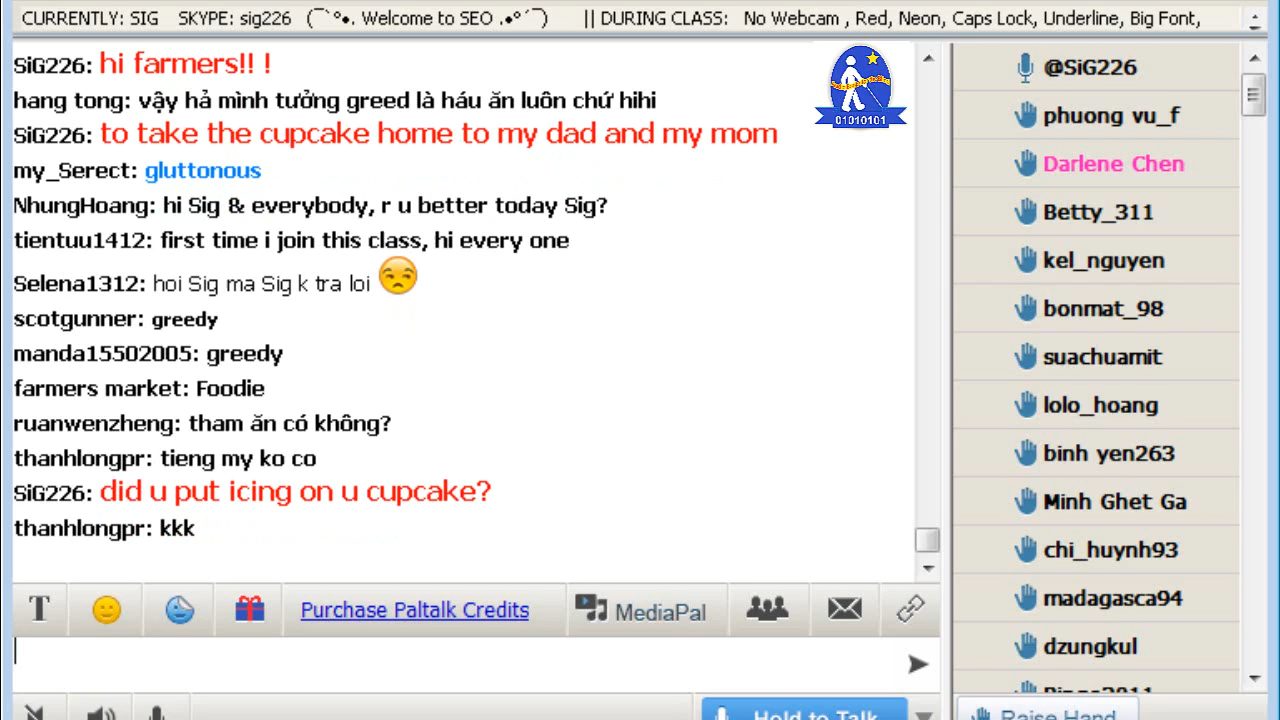 CURRENTLY: SIG SKYPE: sig226 (¯`°●. Welcome to SEO .●°´¯) || DURING CLASS: No Webcam , Red, Neon, Caps Lock, Underline, Big Font,
SiG226: hi farmers!! !
hang tong: vậy hả mình tưởng greed là háu ăn luôn chứ hihi
SiG226: to take the cupcake home to my dad and my mom
my_Serect: gluttonous
NhungHoang: hi Sig & everybody, r u better today Sig?
tientuu1412: first time i join this class, hi every one
Selena1312: hoi Sig ma Sig k tra loi
scotgunner: greedy
manda15502005: greedy
farmers market: Foodie
ruanwenzheng: tham ăn có không?
thanhlongpr: tieng my ko co
SiG226: did u put icing on u cupcake?
thanhlongpr: kkk
01010101
T
Purchase Paltalk Credits
MediaPal
Hold to Talk
@SiG226
phuong vu_f
Darlene Chen
Betty_311
kel_nguyen
bonmat_98
suachuamit
lolo_hoang
binh yen263
Minh Ghet Ga
chi_huynh93
madagasca94
dzungkul
Raise Hand